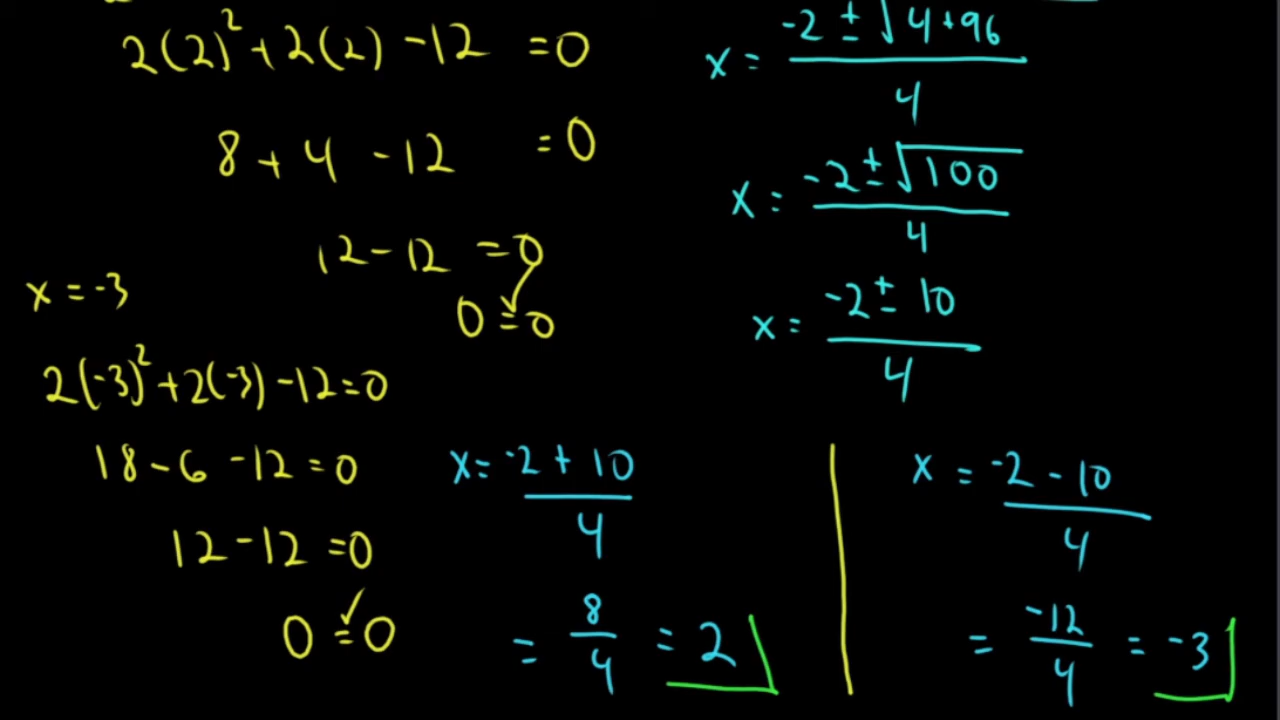 2(2)²+2(2) -12 =0
8 + 4 -12 =0
12 - 12 =0
0 = 0 ✓
x = -3
2(-3)²+2(-3) -12=0
18 - 6 -12 = 0
12 -12 =0
0 = 0 ✓
x = (-2 ± √(4+96))/4
x = (-2 ± √100)/4
x = (-2 ± 10)/4
x = (-2 + 10)/4
= 8/4 = 2
x = (-2 - 10)/4
= -12/4 = -3